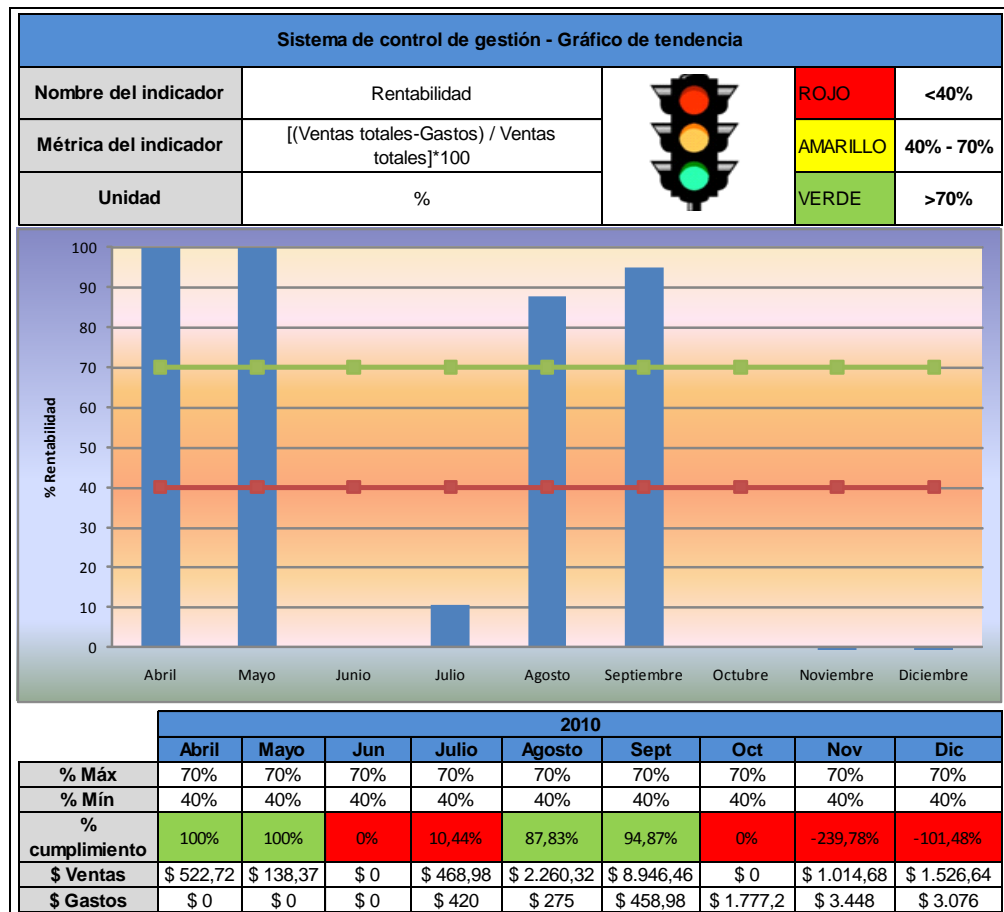 Sistema de control de gestión - Gráfico de tendencia
Nombre del indicador Rentabilidad ROJO <40%
Métrica del indicador [(Ventas totales-Gastos) / Ventas
totales]*100 AMARILLO 40% - 70%
Unidad % VERDE >70%
100
90
80
70
60
50
40
30
20
10
0
% Rentabilidad
Abril Mayo Junio Julio Agosto Septiembre Octubre Noviembre Diciembre
2010
Abril Mayo Jun Julio Agosto Sept Oct Nov Dic
% Máx 70% 70% 70% 70% 70% 70% 70% 70% 70%
% Mín 40% 40% 40% 40% 40% 40% 40% 40% 40%
%
cumplimiento 100% 100% 0% 10,44% 87,83% 94,87% 0% -239,78% -101,48%
$ Ventas $ 522,72 $ 138,37 $ 0 $ 468,98 $ 2.260,32 $ 8.946,46 $ 0 $ 1.014,68 $ 1.526,64
$ Gastos $ 0 $ 0 $ 0 $ 420 $ 275 $ 458,98 $ 1.777,2 $ 3.448 $ 3.076